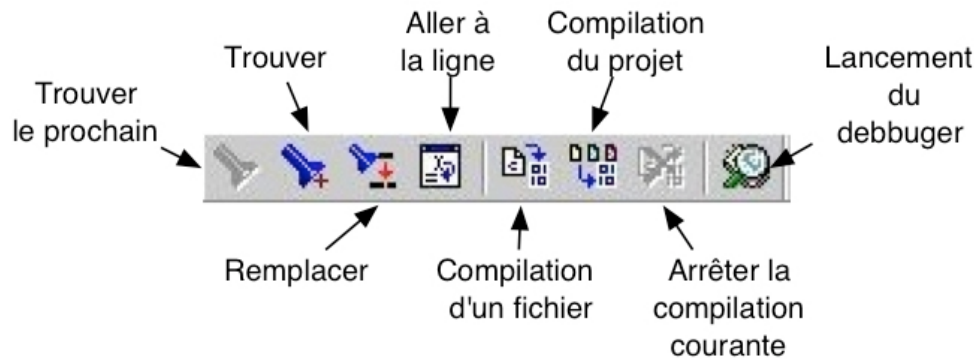 Trouver
le prochain
Trouver
Aller à
la ligne
Compilation
du projet
Lancement
du
debbuger
Remplacer
Compilation
d'un fichier
Arrêter la
compilation
courante